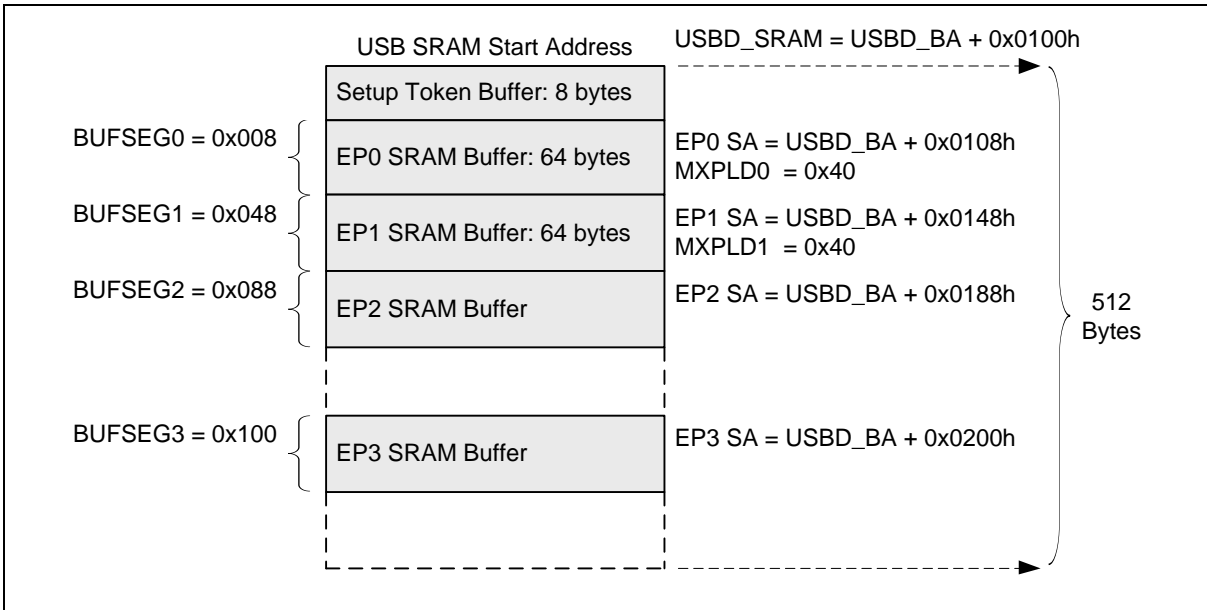 USB SRAM Start Address
USBD_SRAM = USBD_BA + 0x0100h
Setup Token Buffer: 8 bytes
BUFSEG0 = 0x008
EP0 SRAM Buffer: 64 bytes
EP0 SA = USBD_BA + 0x0108h
MXPLD0 = 0x40
BUFSEG1 = 0x048
EP1 SRAM Buffer: 64 bytes
EP1 SA = USBD_BA + 0x0148h
MXPLD1 = 0x40
BUFSEG2 = 0x088
EP2 SRAM Buffer
EP2 SA = USBD_BA + 0x0188h
512
Bytes
BUFSEG3 = 0x100
EP3 SRAM Buffer
EP3 SA = USBD_BA + 0x0200h